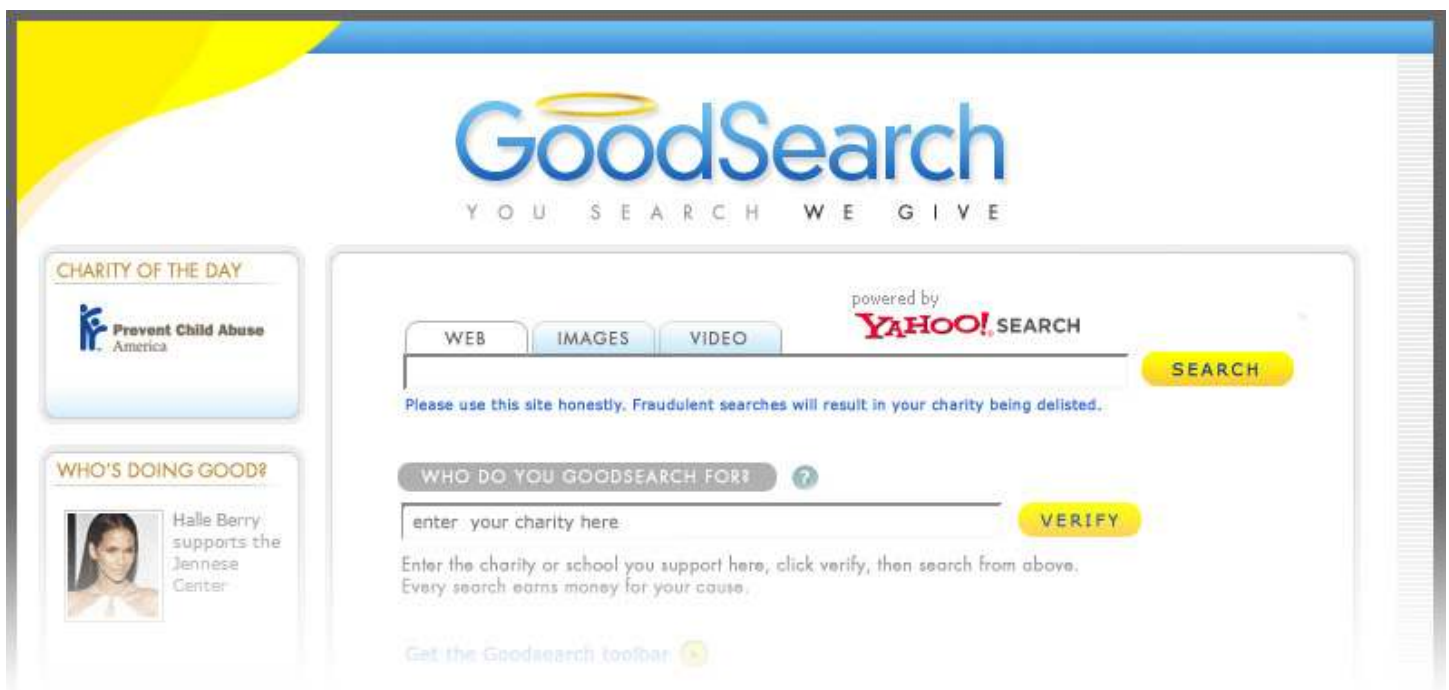 GoodSearch
YOU SEARCH WE GIVE
CHARITY OF THE DAY
Prevent Child Abuse
America
WHO'S DOING GOOD?
Halle Berry
supports the
Jennese
Center
powered by
YAHOO! SEARCH
WEB IMAGES VIDEO
SEARCH
Please use this site honestly. Fraudulent searches will result in your charity being delisted.
WHO DO YOU GOODSEARCH FOR? ?
enter your charity here
VERIFY
Enter the charity or school you support here, click verify, then search from above.
Every search earns money for your cause.
Get the Goodsearch toolbar